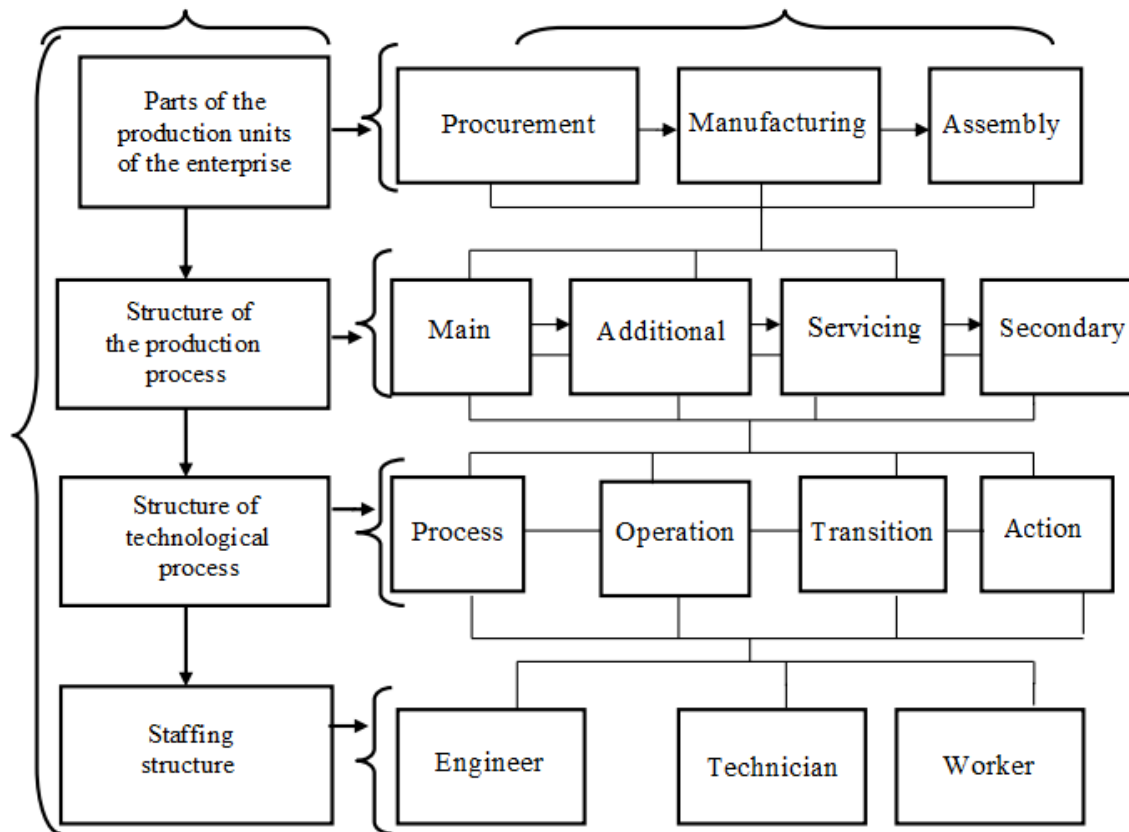 Parts of the
production units
of the enterprise
Procurement
Manufacturing
Assembly
Structure of
the production
process
Main
Additional
Servicing
Secondary
Structure of
technological
process
Process
Operation
Transition
Action
Staffing
structure
Engineer
Technician
Worker